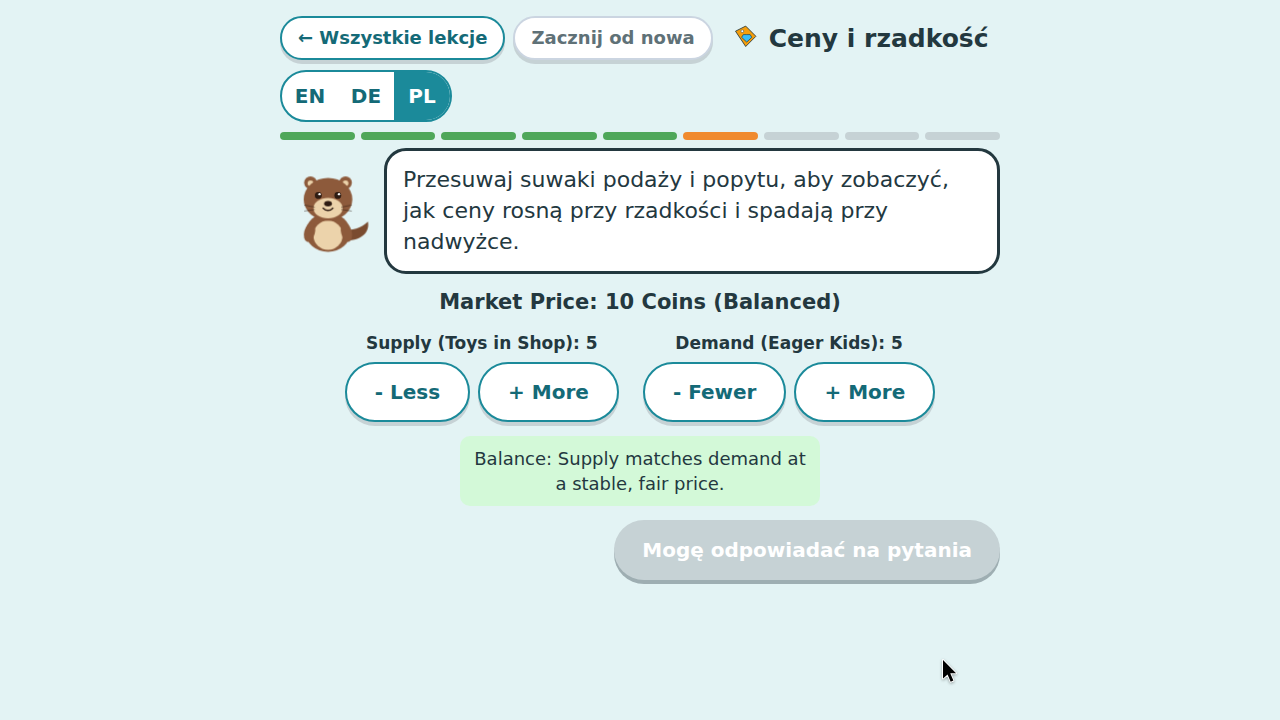 ← Wszystkie lekcje
Zacznij od nowa
Ceny i rzadkość
EN DE PL
Przesuwaj suwaki podaży i popytu, aby zobaczyć,
jak ceny rosną przy rzadkości i spadają przy
nadwyżce.
Market Price: 10 Coins (Balanced)
Supply (Toys in Shop): 5
- Less
+ More
Demand (Eager Kids): 5
- Fewer
+ More
Balance: Supply matches demand at
a stable, fair price.
Mogę odpowiadać na pytania